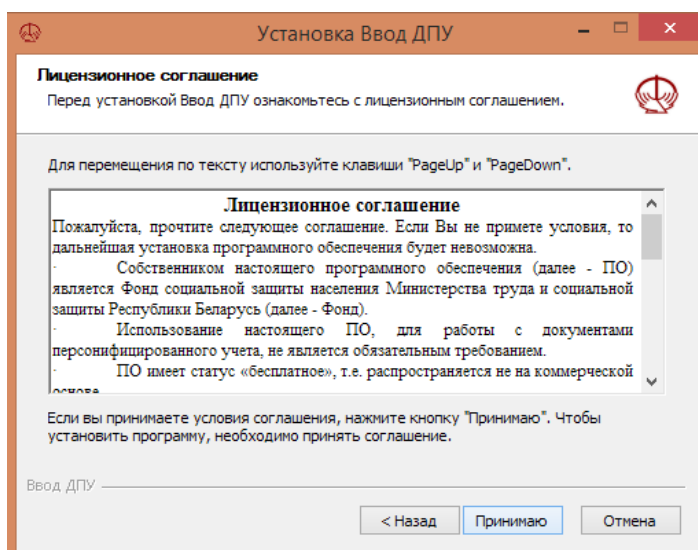 Установка Ввод ДПУ
Лицензионное соглашение
Перед установкой Ввод ДПУ ознакомьтесь с лицензионным соглашением.
Для перемещения по тексту используйте клавиши "PageUp" и "PageDown".
Лицензионное соглашение
Пожалуйста, прочтите следующее соглашение. Если Вы не примете условия, то
дальнейшая установка программного обеспечения будет невозможна.
· Собственником настоящего программного обеспечения (далее - ПО)
является Фонд социальной защиты населения Министерства труда и социальной
защиты Республики Беларусь (далее - Фонд).
· Использование настоящего ПО, для работы с документами
персонифицированного учета, не является обязательным требованием.
· ПО имеет статус «бесплатное», т.е. распространяется не на коммерческой
основе
Если вы принимаете условия соглашения, нажмите кнопку "Принимаю". Чтобы
установить программу, необходимо принять соглашение.
Ввод ДПУ
< Назад Принимаю Отмена